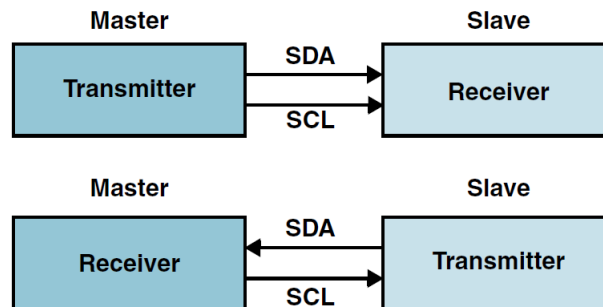 Master
Slave
Transmitter
SDA
SCL
Receiver
Master
Slave
Receiver
SDA
SCL
Transmitter